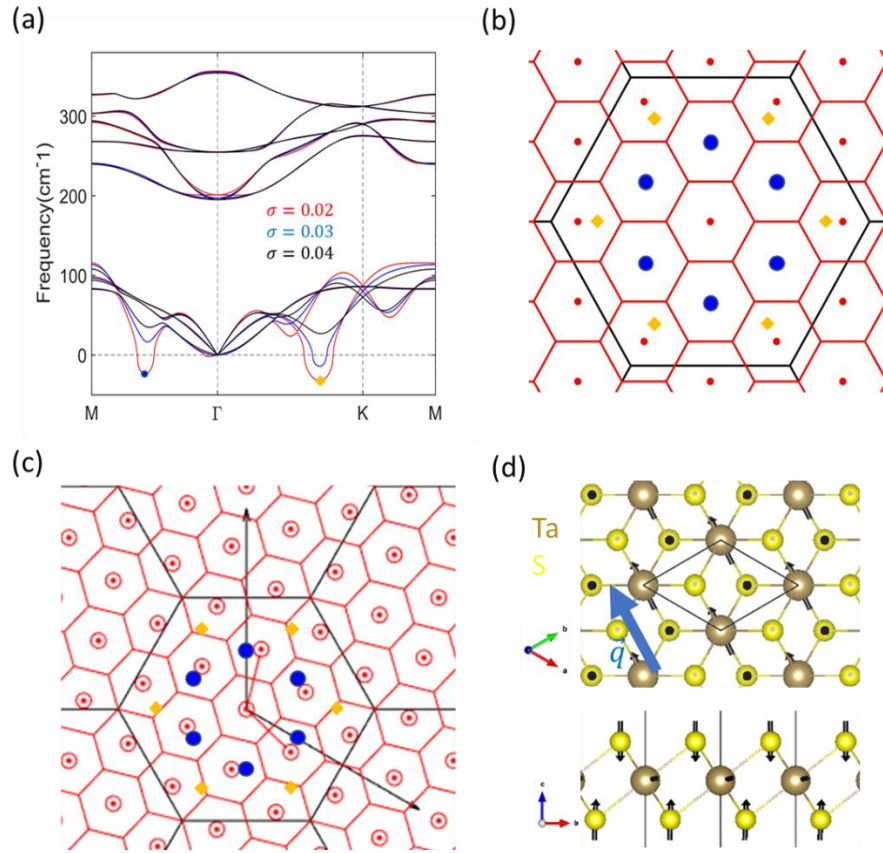 (a)
Frequency(cm⁻¹)
300
200
100
0
σ = 0.02
σ = 0.03
σ = 0.04
M Γ K M
(b)
(c)
(d)
Ta
S
q⃗
b
a
c
b